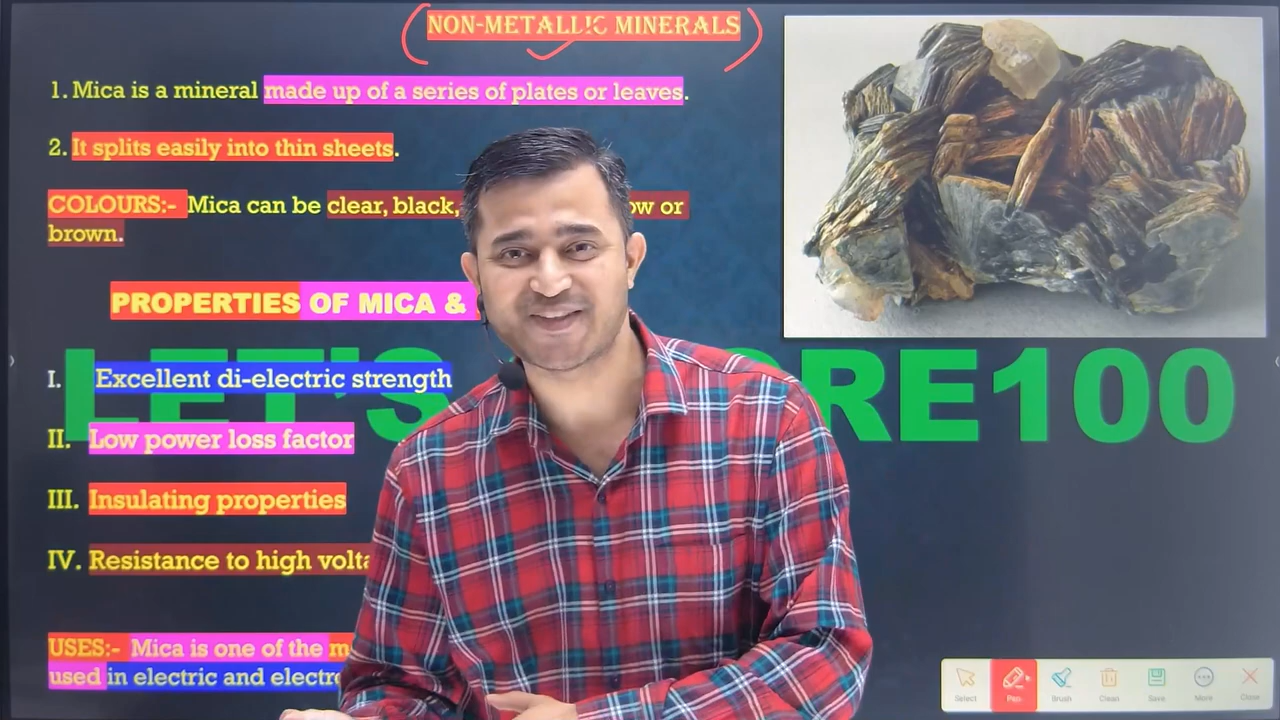 NON-METALLIC MINERALS
1. Mica is a mineral made up of a series of plates or leaves.
2. It splits easily into thin sheets.
COLOURS:- Mica can be clear, black,
or
brown.
PROPERTIES OF MICA &
LET'S
I. Excellent di-electric strength
II. Low power loss factor
III. Insulating properties
IV. Resistance to high
USES:- Mica is one of the
used in electric and
Select Pen Brush Clean Save More Close